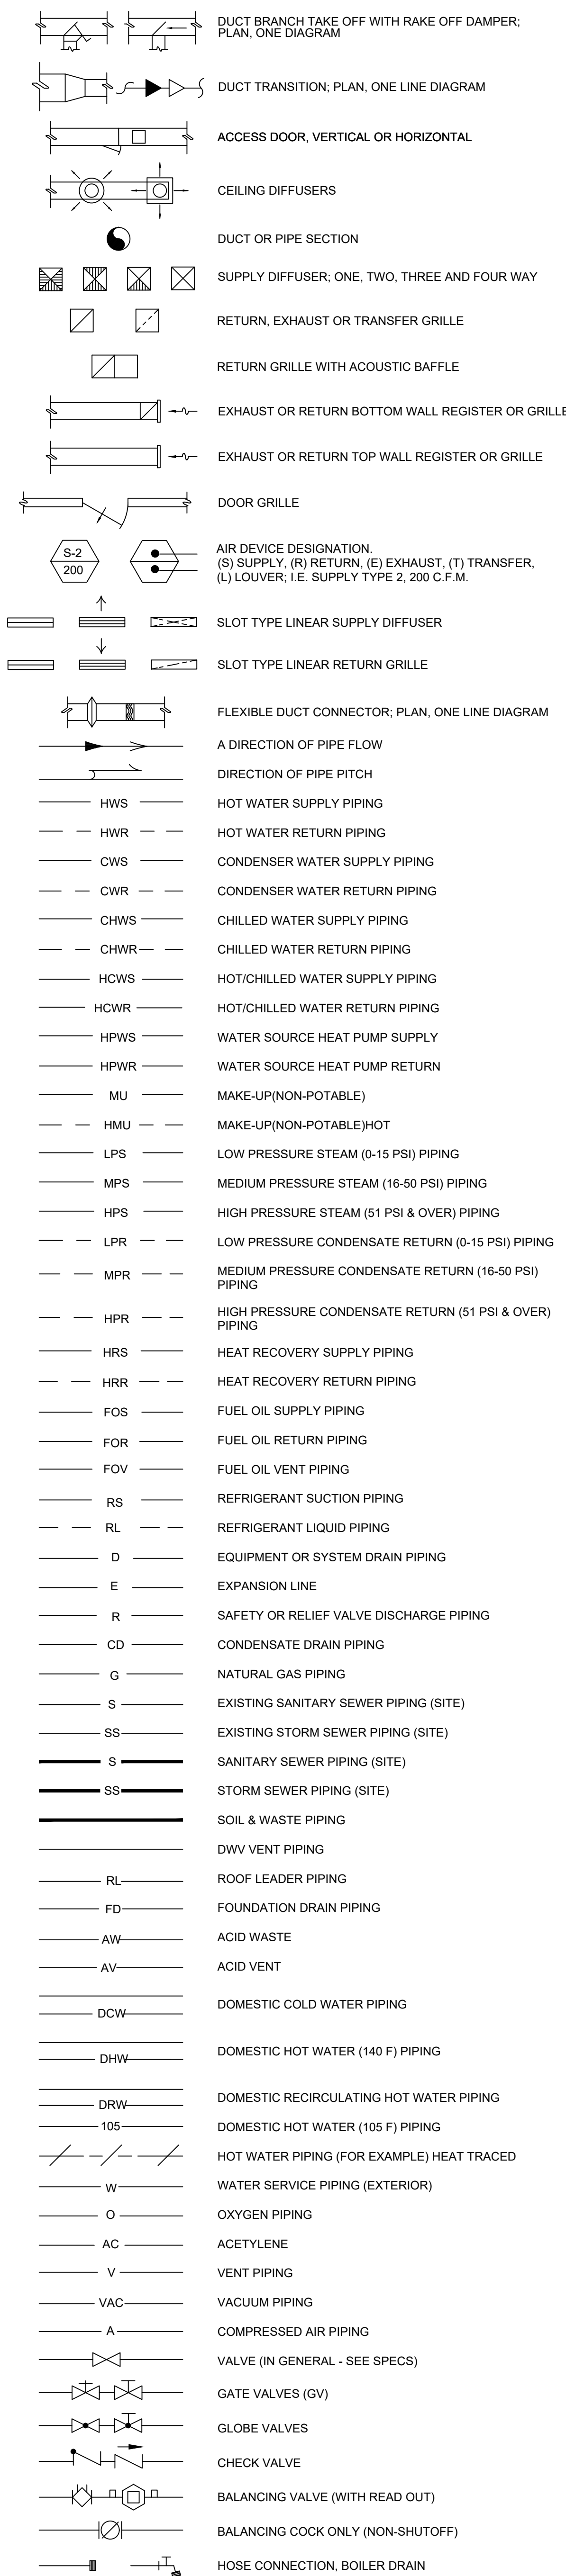 DUCT BRANCH TAKE OFF WITH RAKE OFF DAMPER;
PLAN, ONE DIAGRAM
DUCT TRANSITION; PLAN, ONE LINE DIAGRAM
ACCESS DOOR, VERTICAL OR HORIZONTAL
CEILING DIFFUSERS
DUCT OR PIPE SECTION
SUPPLY DIFFUSER; ONE, TWO, THREE AND FOUR WAY
RETURN, EXHAUST OR TRANSFER GRILLE
RETURN GRILLE WITH ACOUSTIC BAFFLE
EXHAUST OR RETURN BOTTOM WALL REGISTER OR GRILLE
EXHAUST OR RETURN TOP WALL REGISTER OR GRILLE
DOOR GRILLE
S-2
200
AIR DEVICE DESIGNATION.
(S) SUPPLY, (R) RETURN, (E) EXHAUST, (T) TRANSFER,
(L) LOUVER; I.E. SUPPLY TYPE 2, 200 C.F.M.
SLOT TYPE LINEAR SUPPLY DIFFUSER
SLOT TYPE LINEAR RETURN GRILLE
FLEXIBLE DUCT CONNECTOR; PLAN, ONE LINE DIAGRAM
A DIRECTION OF PIPE FLOW
DIRECTION OF PIPE PITCH
HWS HOT WATER SUPPLY PIPING
HWR HOT WATER RETURN PIPING
CWS CONDENSER WATER SUPPLY PIPING
CWR CONDENSER WATER RETURN PIPING
CHWS CHILLED WATER SUPPLY PIPING
CHWR CHILLED WATER RETURN PIPING
HCWS HOT/CHILLED WATER SUPPLY PIPING
HCWR HOT/CHILLED WATER RETURN PIPING
HPWS WATER SOURCE HEAT PUMP SUPPLY
HPWR WATER SOURCE HEAT PUMP RETURN
MU MAKE-UP(NON-POTABLE)
HMU MAKE-UP(NON-POTABLE)HOT
LPS LOW PRESSURE STEAM (0-15 PSI) PIPING
MPS MEDIUM PRESSURE STEAM (16-50 PSI) PIPING
HPS HIGH PRESSURE STEAM (51 PSI & OVER) PIPING
LPR LOW PRESSURE CONDENSATE RETURN (0-15 PSI) PIPING
MPR MEDIUM PRESSURE CONDENSATE RETURN (16-50 PSI)
PIPING
HPR HIGH PRESSURE CONDENSATE RETURN (51 PSI & OVER)
PIPING
HRS HEAT RECOVERY SUPPLY PIPING
HRR HEAT RECOVERY RETURN PIPING
FOS FUEL OIL SUPPLY PIPING
FOR FUEL OIL RETURN PIPING
FOV FUEL OIL VENT PIPING
RS REFRIGERANT SUCTION PIPING
RL REFRIGERANT LIQUID PIPING
D EQUIPMENT OR SYSTEM DRAIN PIPING
E EXPANSION LINE
R SAFETY OR RELIEF VALVE DISCHARGE PIPING
CD CONDENSATE DRAIN PIPING
G NATURAL GAS PIPING
S EXISTING SANITARY SEWER PIPING (SITE)
SS EXISTING STORM SEWER PIPING (SITE)
S SANITARY SEWER PIPING (SITE)
SS STORM SEWER PIPING (SITE)
SOIL & WASTE PIPING
DWV VENT PIPING
RL ROOF LEADER PIPING
FD FOUNDATION DRAIN PIPING
AW ACID WASTE
AV ACID VENT
DCW DOMESTIC COLD WATER PIPING
DHW DOMESTIC HOT WATER (140 F) PIPING
DRW DOMESTIC RECIRCULATING HOT WATER PIPING
105 DOMESTIC HOT WATER (105 F) PIPING
HOT WATER PIPING (FOR EXAMPLE) HEAT TRACED
W WATER SERVICE PIPING (EXTERIOR)
O OXYGEN PIPING
AC ACETYLENE
V VENT PIPING
VAC VACUUM PIPING
A COMPRESSED AIR PIPING
VALVE (IN GENERAL - SEE SPECS)
GATE VALVES (GV)
GLOBE VALVES
CHECK VALVE
BALANCING VALVE (WITH READ OUT)
BALANCING COCK ONLY (NON-SHUTOFF)
HOSE CONNECTION, BOILER DRAIN